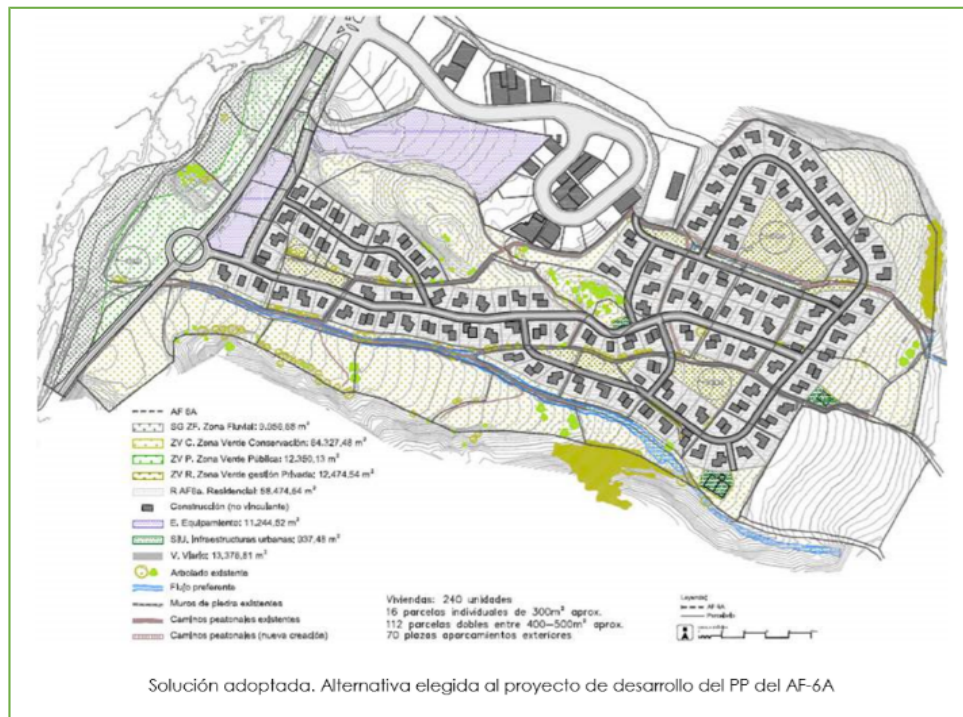 AF 6A
SG ZF. Zona Fluvial: 9.056,68 m²
ZV C. Zona Verde Conservación: 64.327,48 m²
ZV P. Zona Verde Pública: 12.350,13 m²
ZV R. Zona Verde gestión Privada: 12.474,54 m²
R AF6a. Residencial: 58.474,64 m²
Construcción (no vinculante)
E. Equipamiento: 11.244,52 m²
SIU. Infraestructuras urbanas: 937,48 m²
V. Viario: 13.378,81 m²
Arbolado existente
Flujo preferente
Muros de piedra existentes
Caminos peatonales existentes
Caminos peatonales (nueva creación)
Viviendas: 240 unidades
16 parcelas individuales de 300m² aprox.
112 parcelas dobles entre 400–500m² aprox.
70 plazas aparcamientos exteriores
Leyenda:
AF 6A
Parcelario
Solución adoptada. Alternativa elegida al proyecto de desarrollo del PP del AF-6A